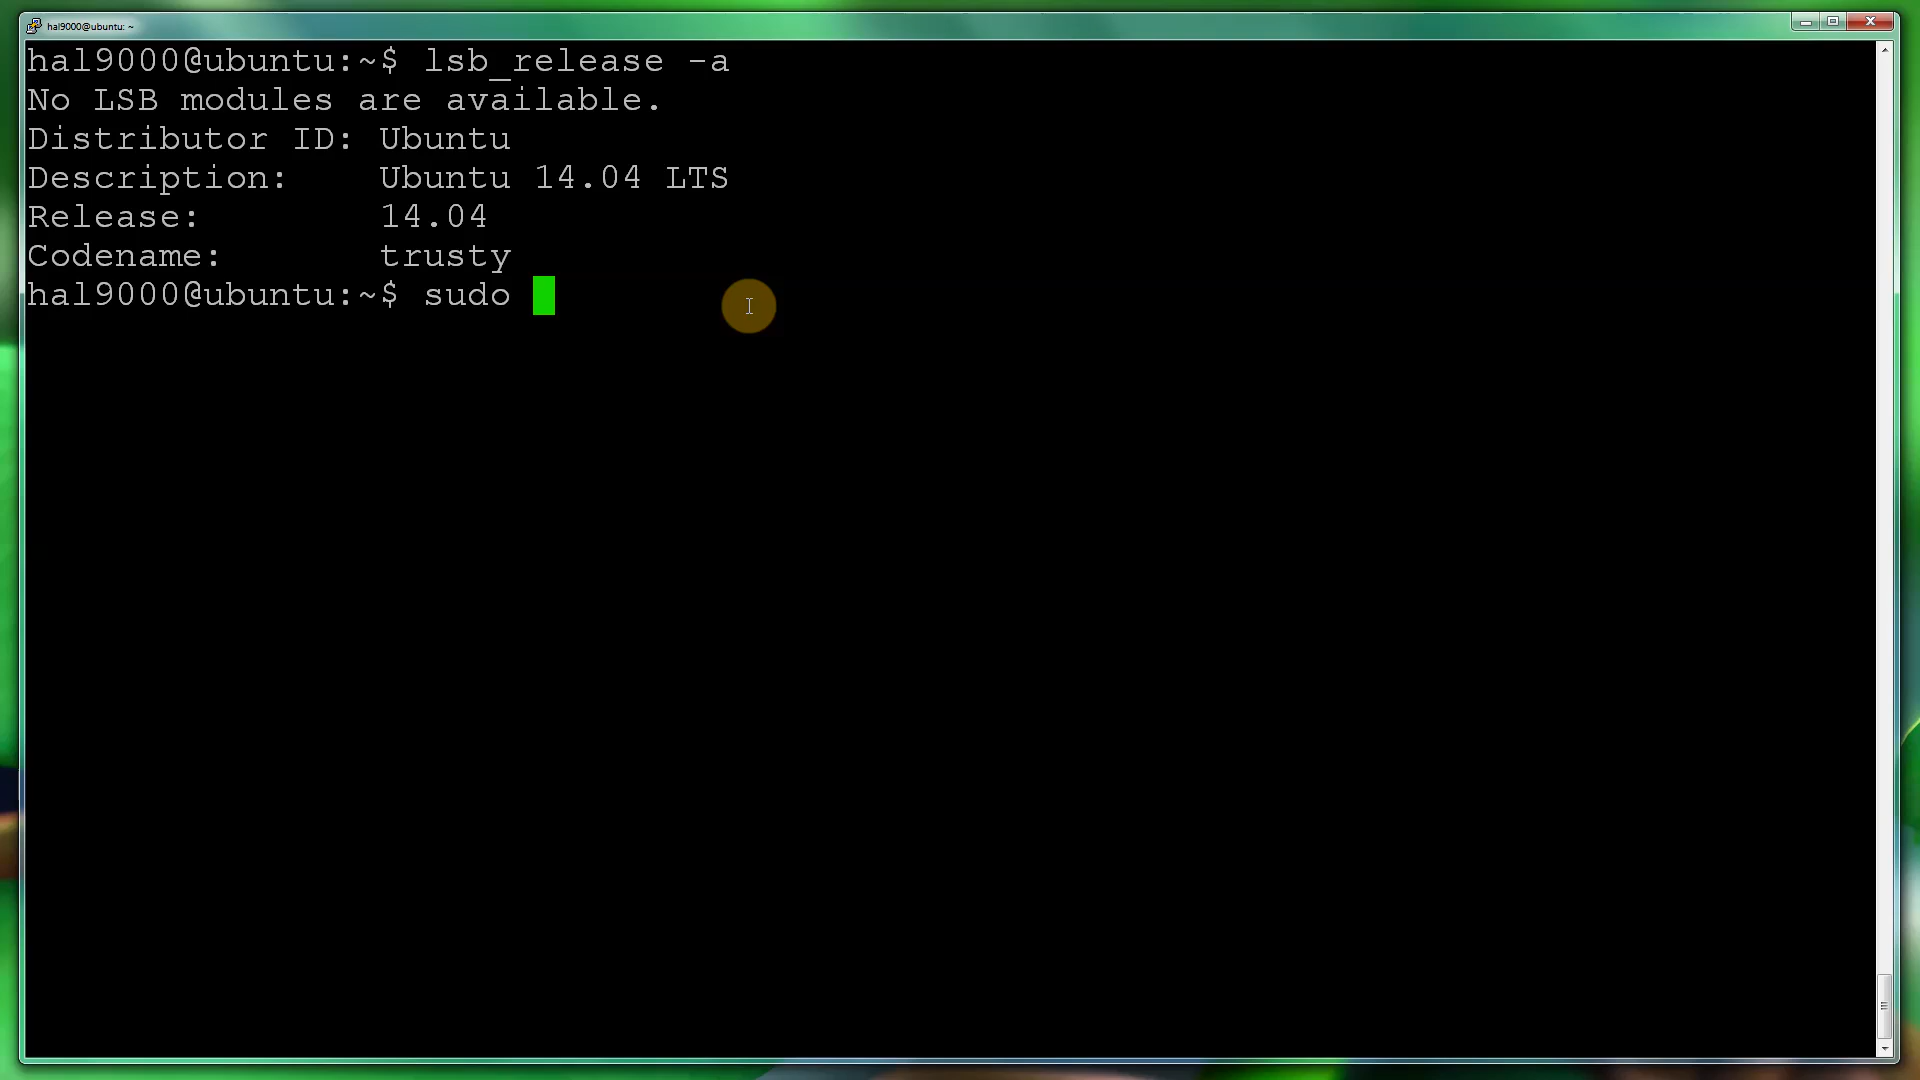 hal9000@ubuntu: ~
hal9000@ubuntu:~$ lsb_release -a
No LSB modules are available.
Distributor ID: Ubuntu
Description:    Ubuntu 14.04 LTS
Release:        14.04
Codename:       trusty
hal9000@ubuntu:~$ sudo